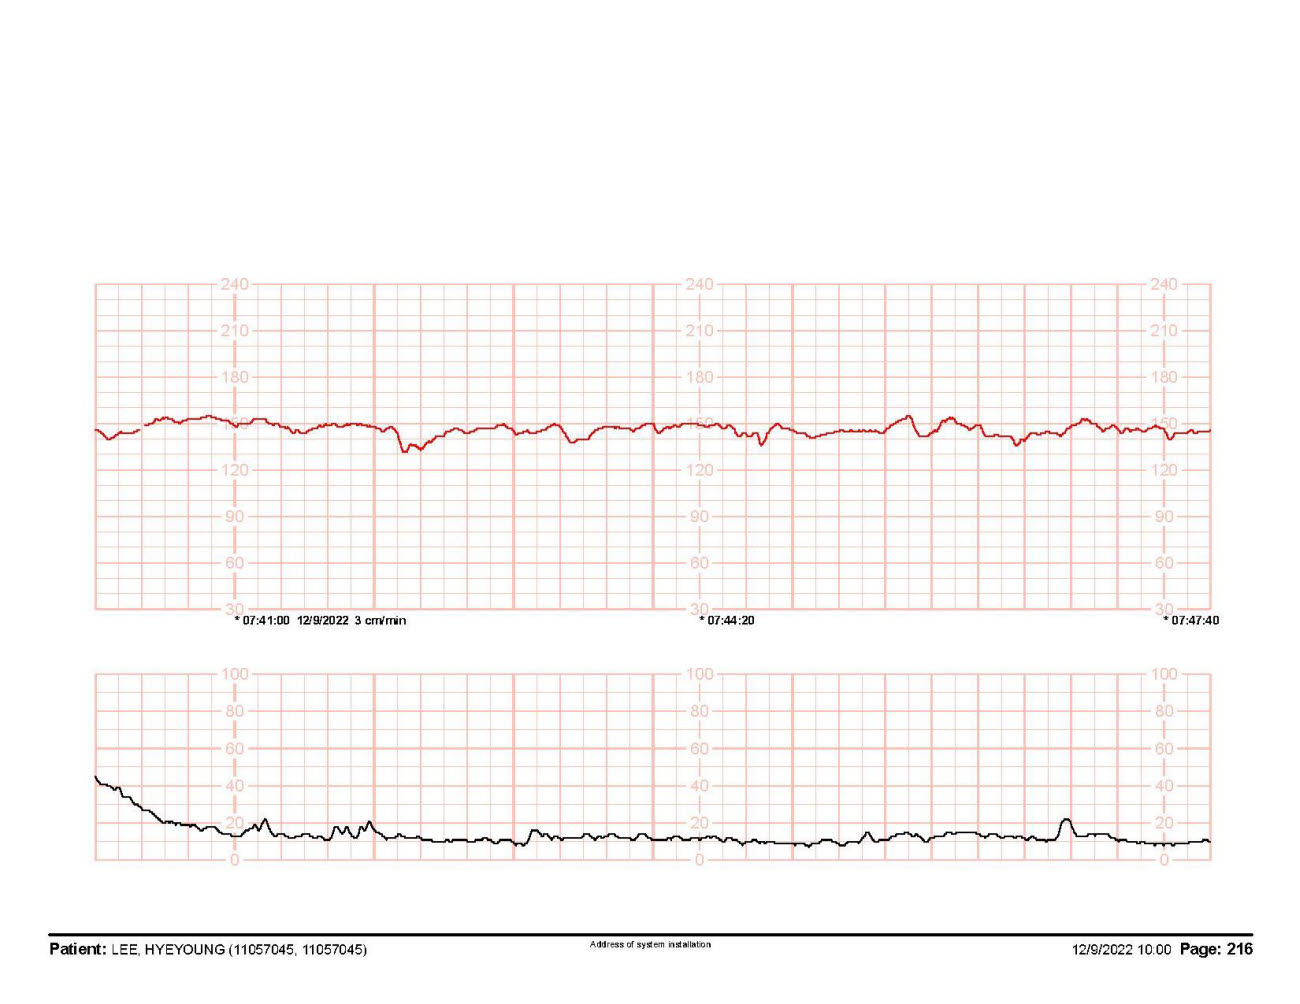 240 240 240
210 210 210
180 180 180
150 150 150
120 120 120
90 90 90
60 60 60
30 30 30
* 07:41:00 12/9/2022 3 cm/min * 07:44:20 * 07:47:40
100 100 100
80 80 80
60 60 60
40 40 40
20 20 20
0 0 0
Patient: LEE, HYEYOUNG (11057045, 11057045) Address of system installation 12/9/2022 10:00 Page: 216